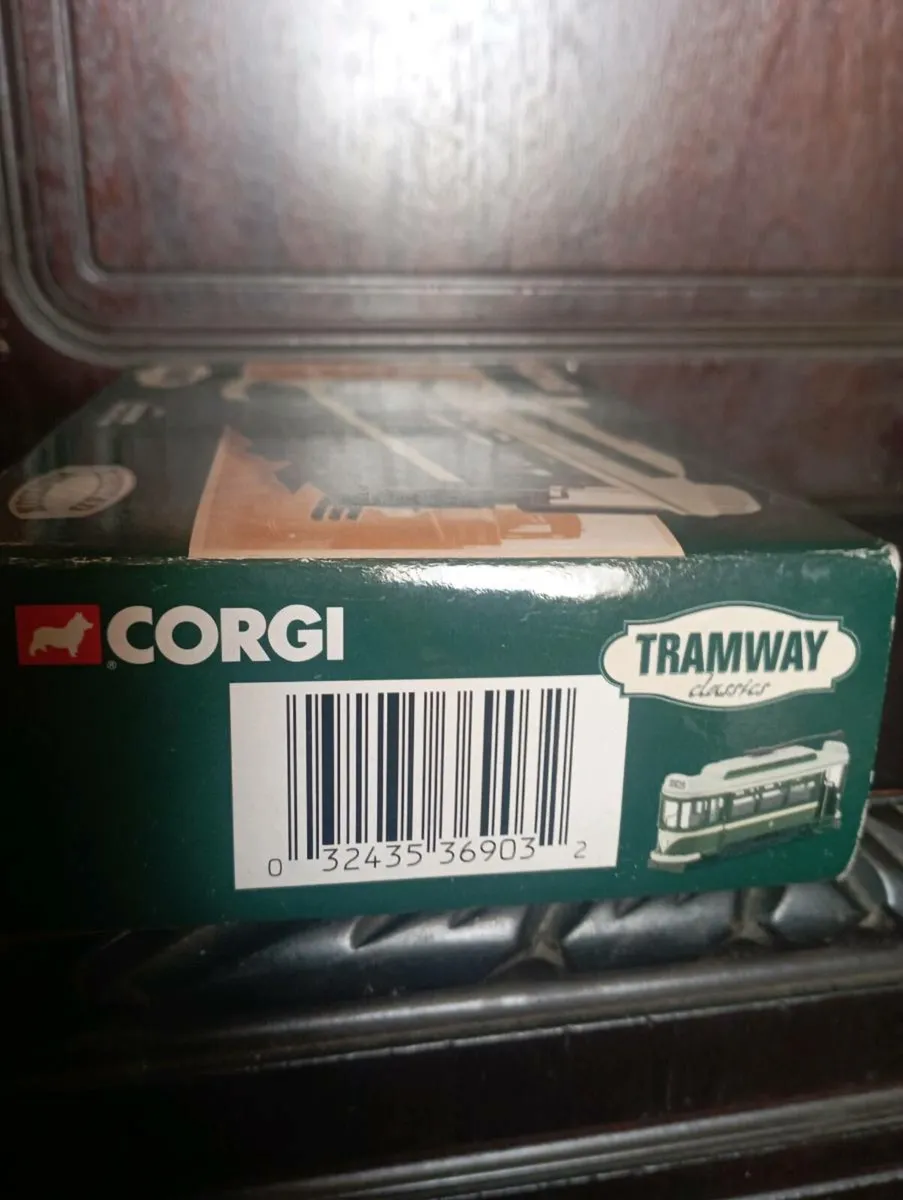 CORGI
®
TRAMWAY
classics
0 32435 36903 2